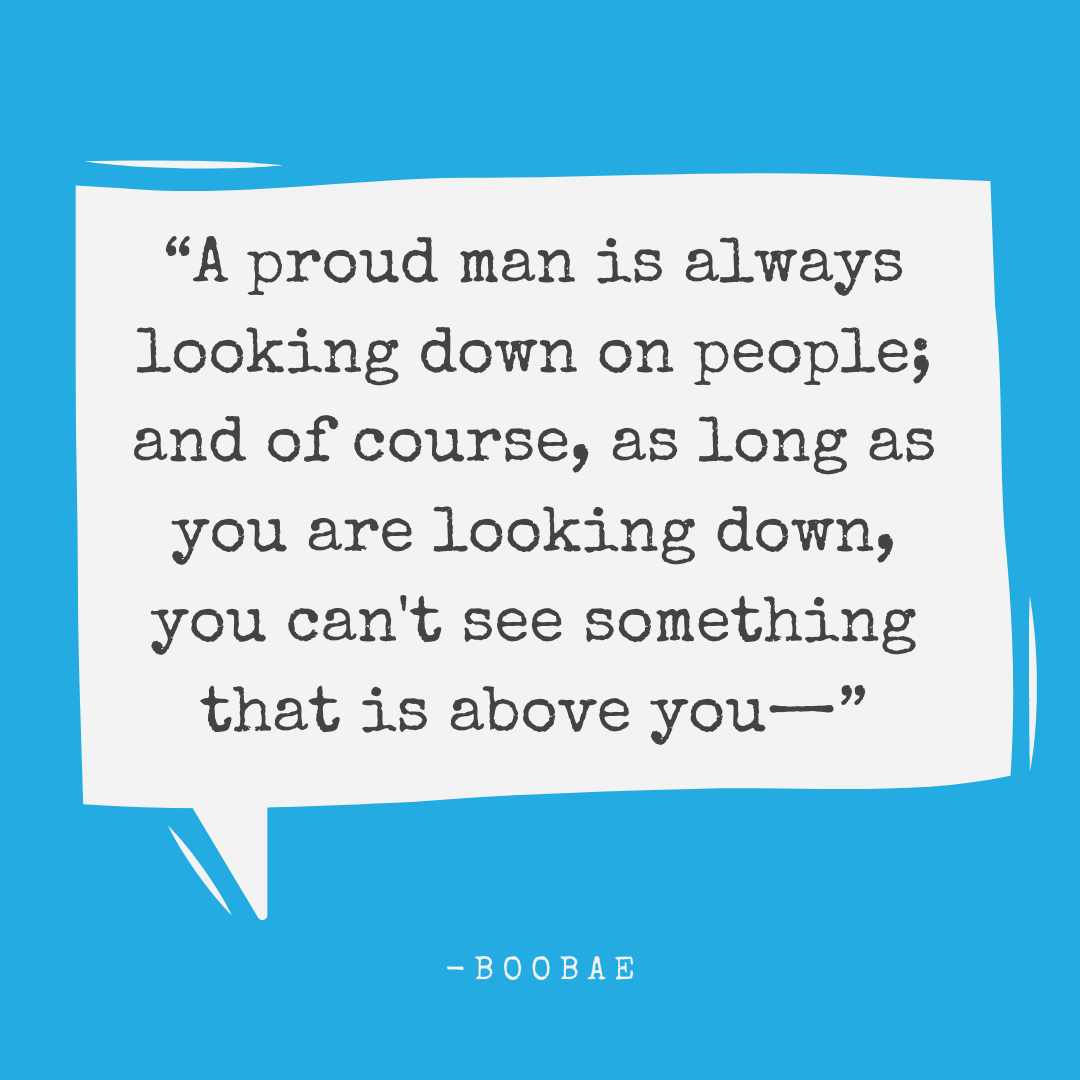 “A proud man is always
looking down on people;
and of course, as long as
you are looking down,
you can't see something
that is above you—”
–BOOBAE